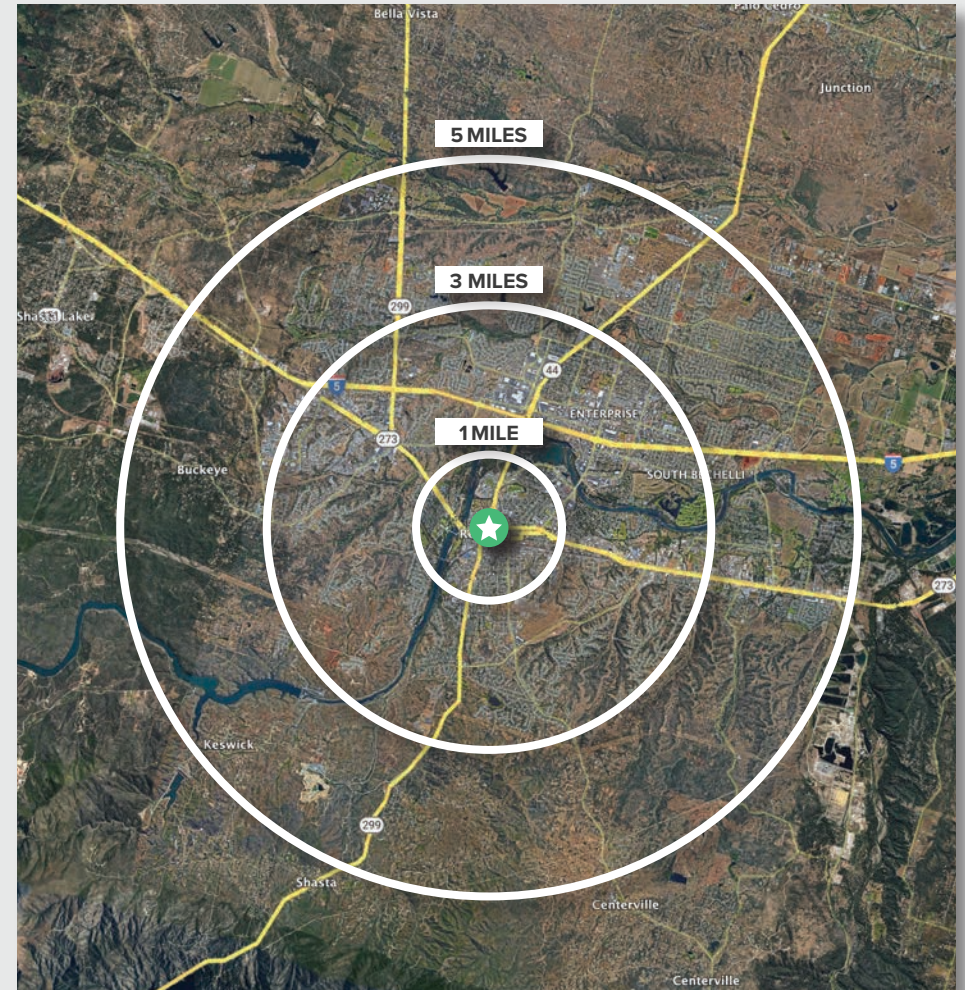 Bella Vista
Palo Cedro
Junction
5 MILES
3 MILES
299
Shasta Lake
5
44
ENTERPRISE
1 MILE
273
Buckeye
SOUTH BECHELLI
5
273
Keswick
299
Shasta
Centerville
Centerville